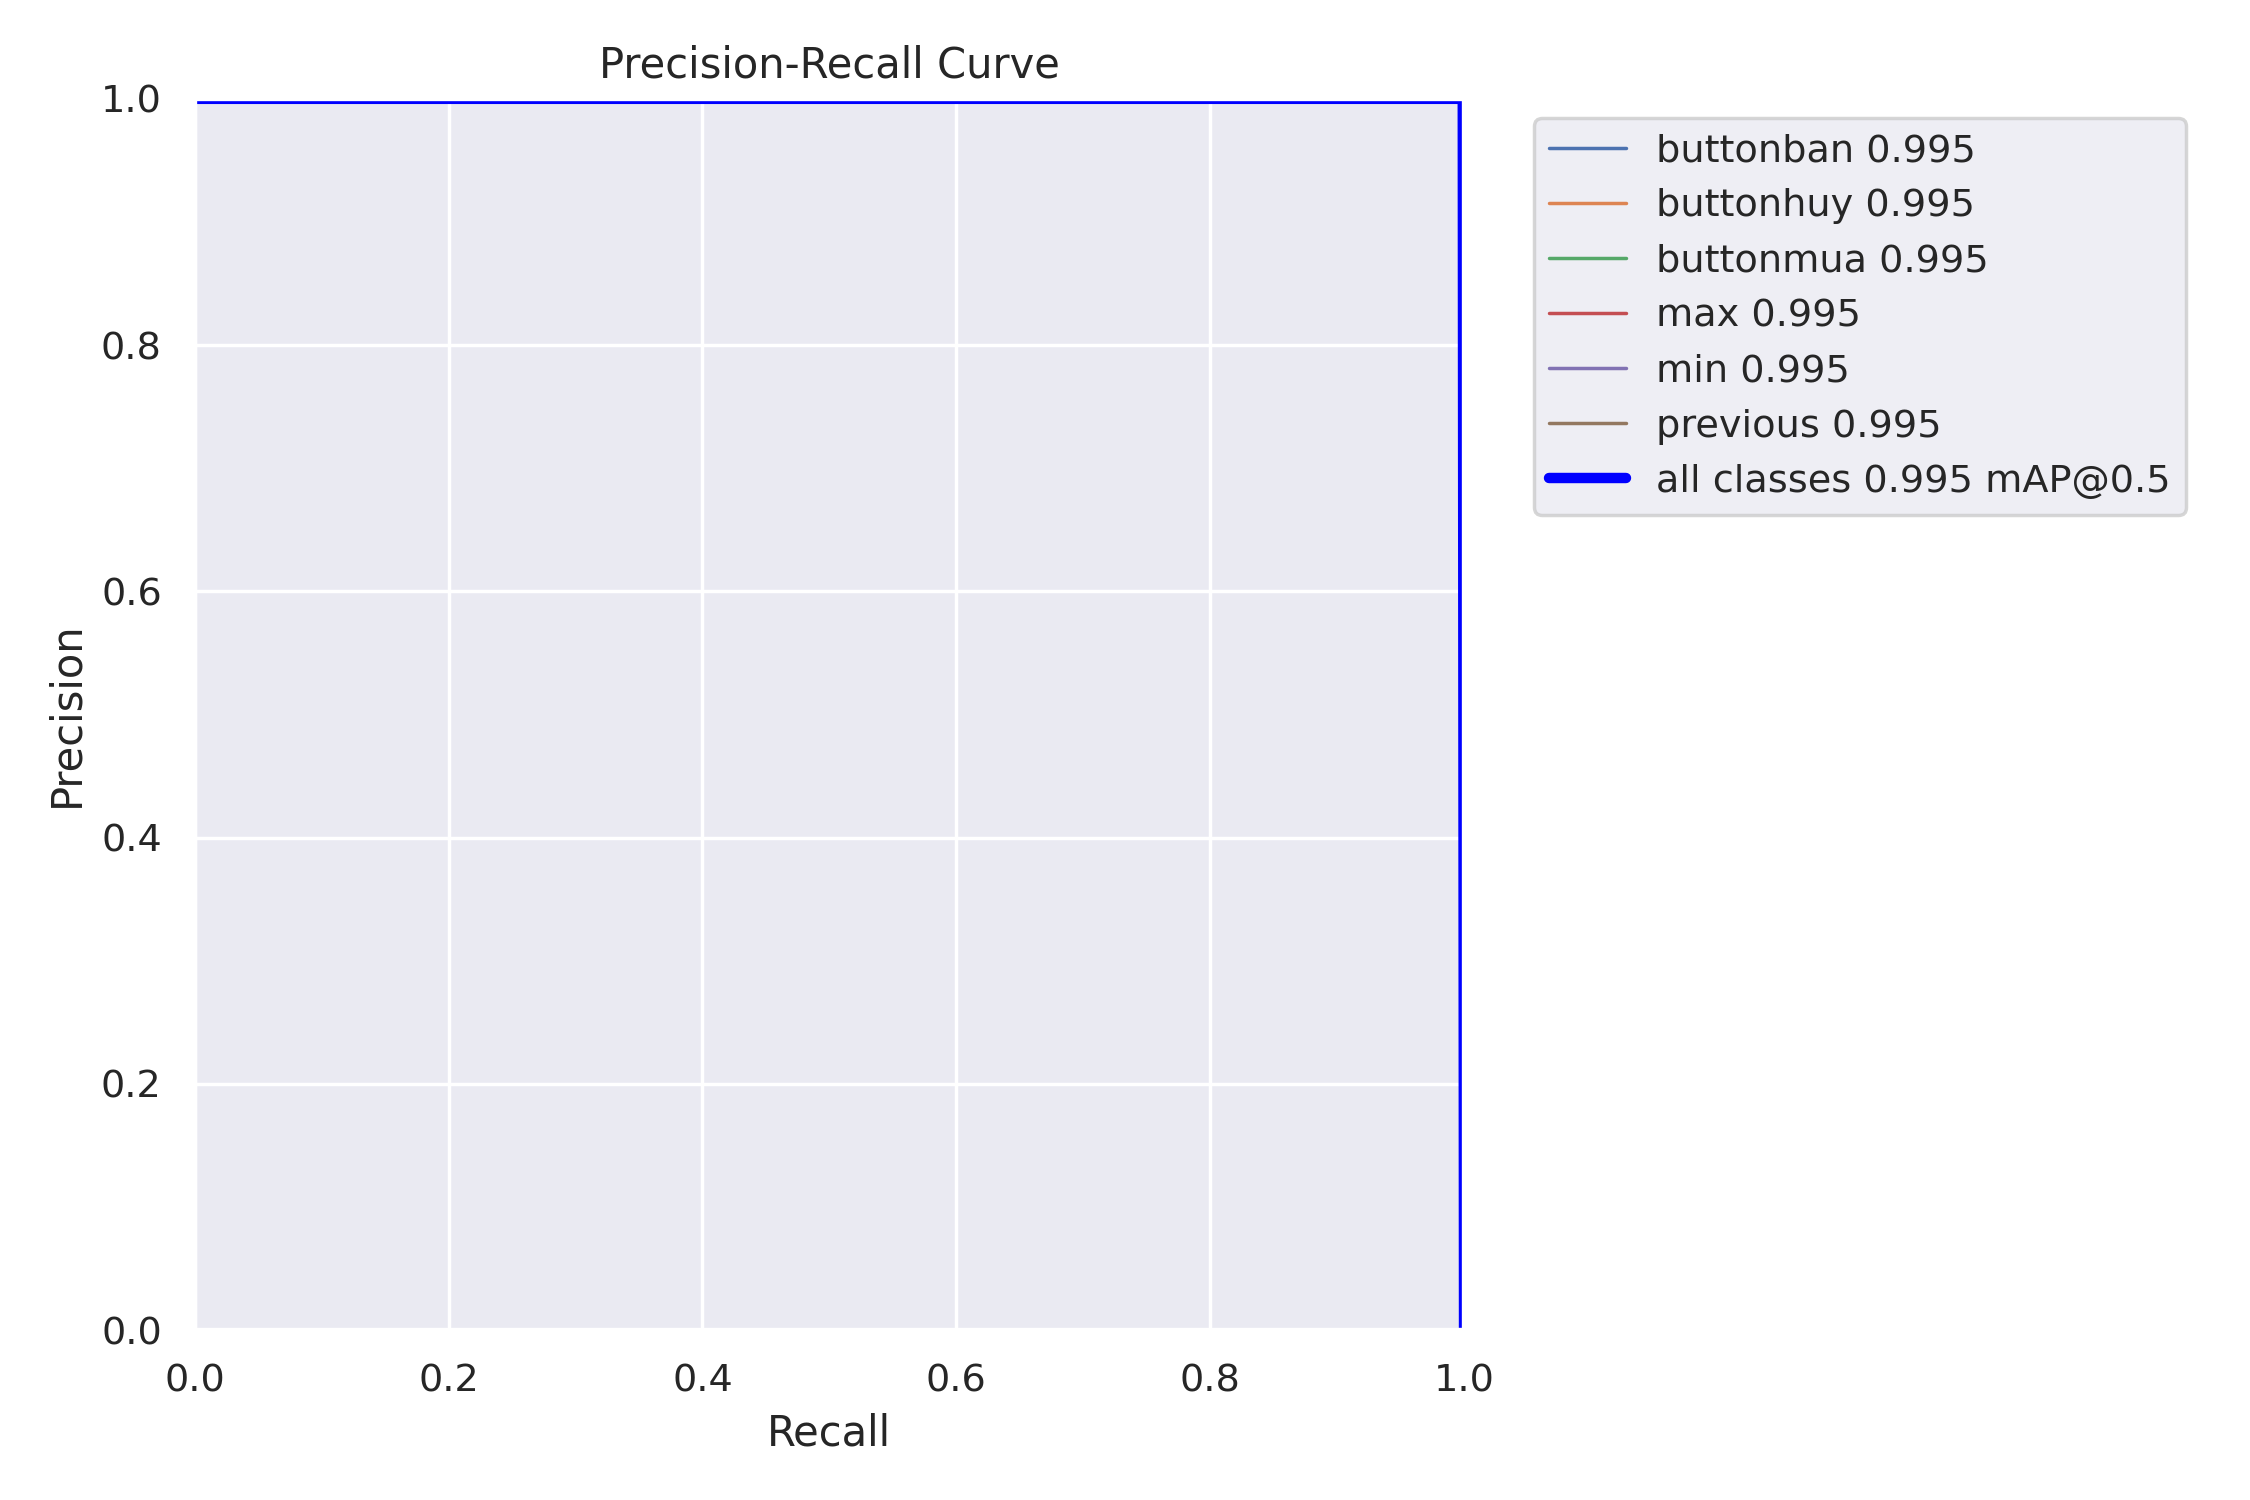 Precision-Recall Curve
1.0
0.8
0.6
0.4
0.2
0.0
Precision
0.0 0.2 0.4 0.6 0.8 1.0
Recall
buttonban 0.995
buttonhuy 0.995
buttonmua 0.995
max 0.995
min 0.995
previous 0.995
all classes 0.995 mAP@0.5